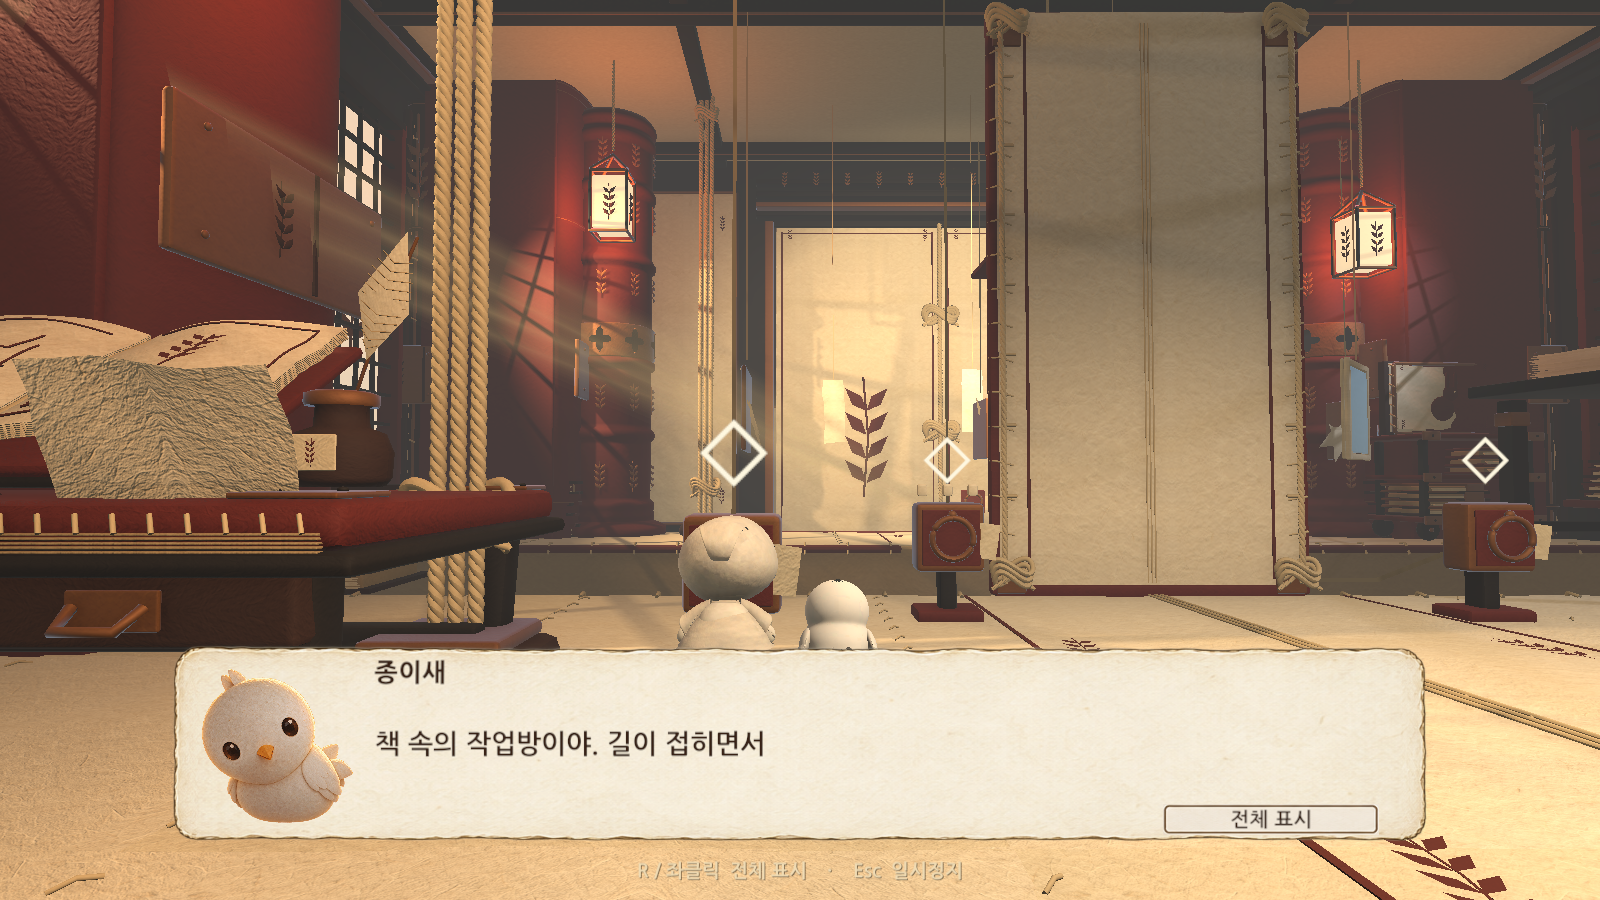 종이새
책 속의 작업방이야. 길이 접히면서
전체 표시
R / 좌클릭 전체 표시 · Esc 일시정지